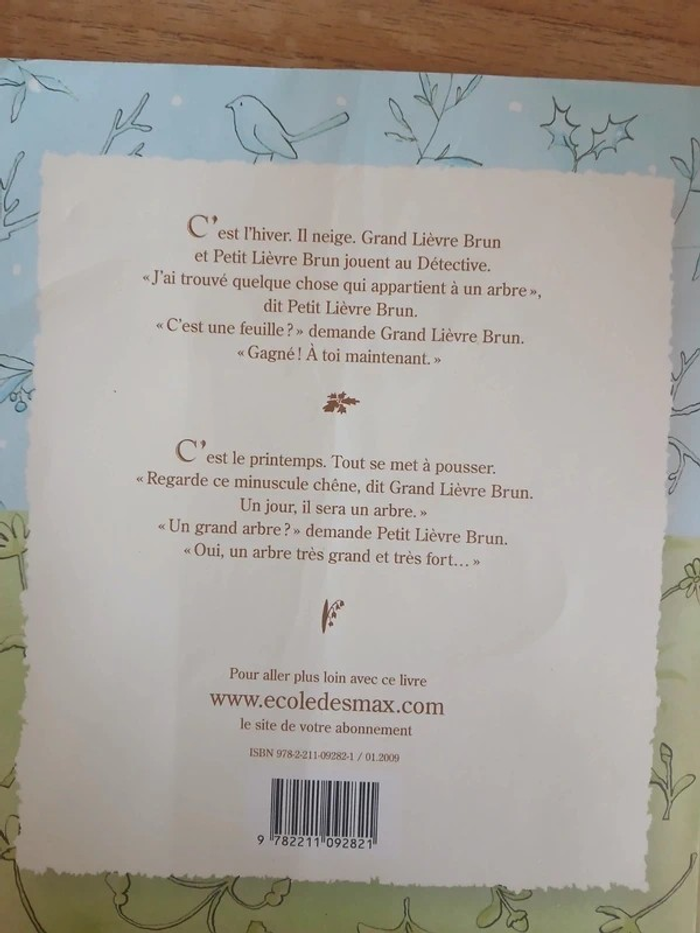 C'est l'hiver. Il neige. Grand Lièvre Brun
et Petit Lièvre Brun jouent au Détective.
« J'ai trouvé quelque chose qui appartient à un arbre »,
dit Petit Lièvre Brun.
« C'est une feuille ? » demande Grand Lièvre Brun.
« Gagné ! À toi maintenant. »
C'est le printemps. Tout se met à pousser.
« Regarde ce minuscule chêne, dit Grand Lièvre Brun.
Un jour, il sera un arbre. »
« Un grand arbre ? » demande Petit Lièvre Brun.
« Oui, un arbre très grand et très fort... »
Pour aller plus loin avec ce livre
www.ecoledesmax.com
le site de votre abonnement
ISBN 978-2-211-09282-1 / 01.2009
9 782211 092821